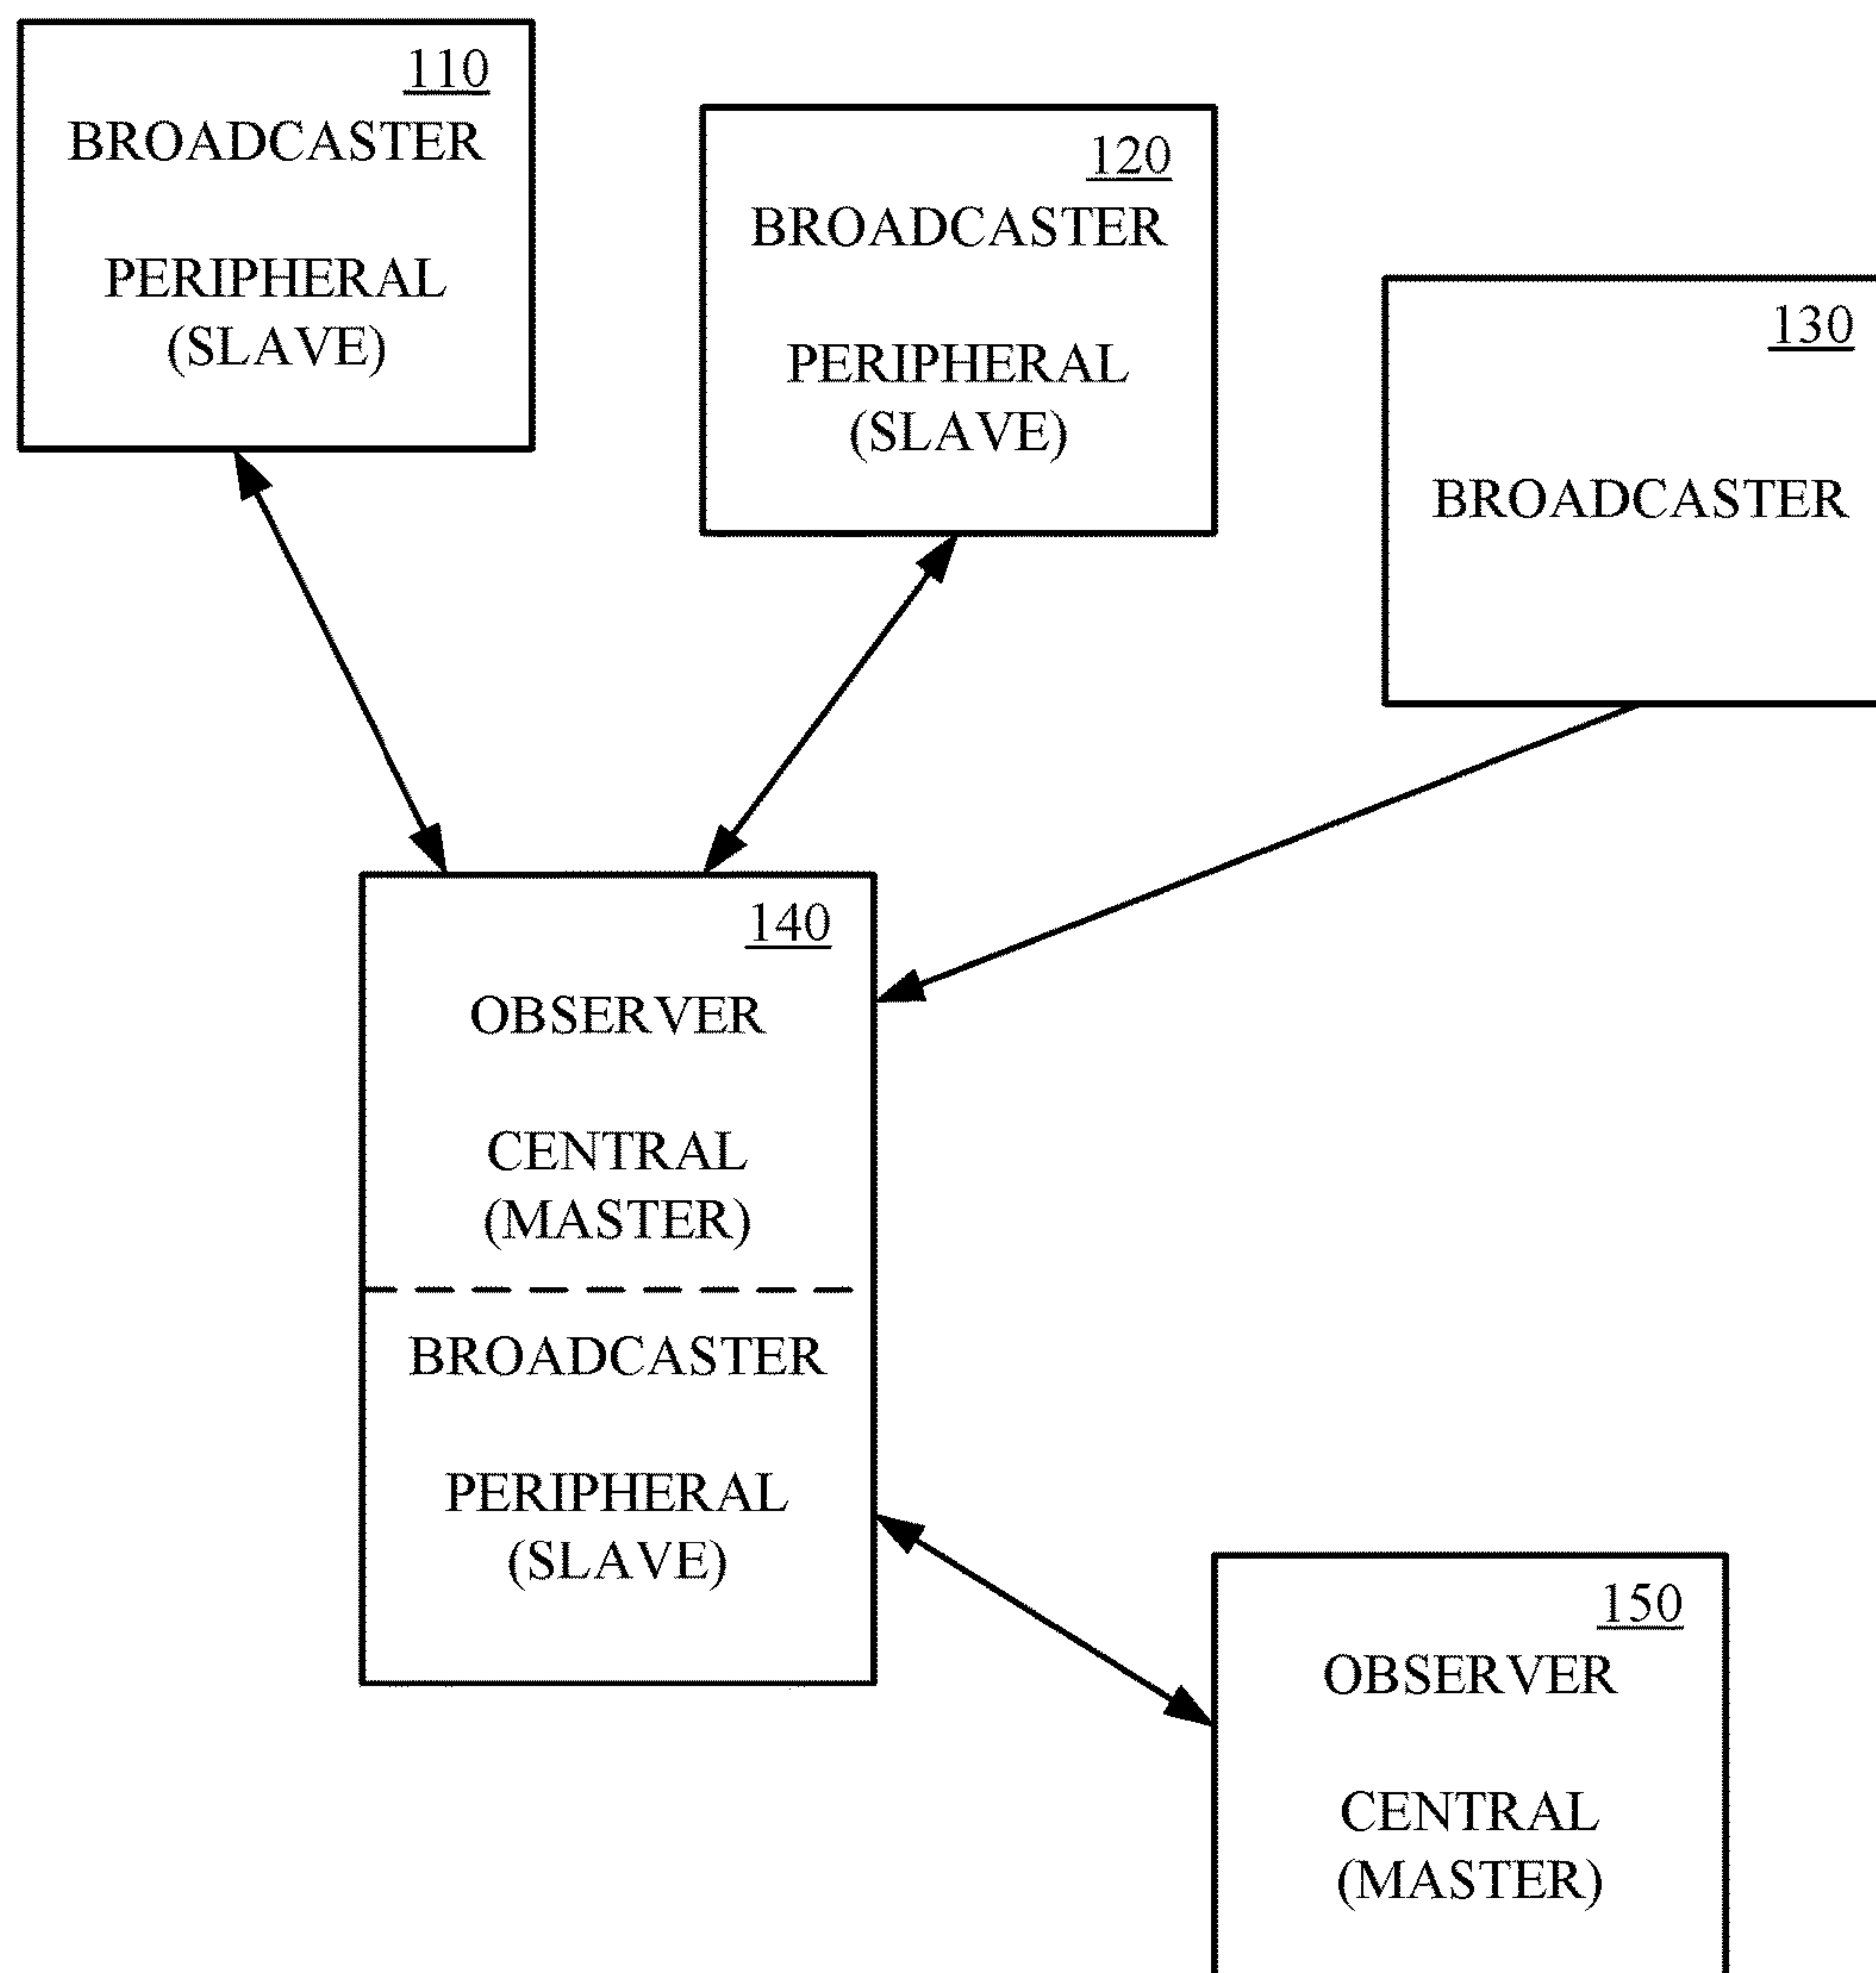 110
BROADCASTER
PERIPHERAL
(SLAVE)
120
BROADCASTER
PERIPHERAL
(SLAVE)
130
BROADCASTER
140
OBSERVER
CENTRAL
(MASTER)
BROADCASTER
PERIPHERAL
(SLAVE)
150
OBSERVER
CENTRAL
(MASTER)